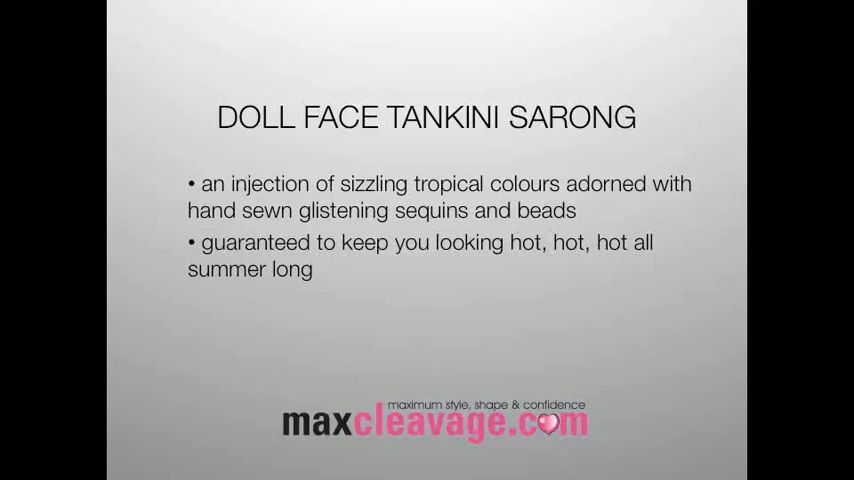 DOLL FACE TANKINI SARONG
• an injection of sizzling tropical colours adorned with
hand sewn glistening sequins and beads
• guaranteed to keep you looking hot, hot, hot all
summer long
maximum style, shape & confidence
maxcleavage.com